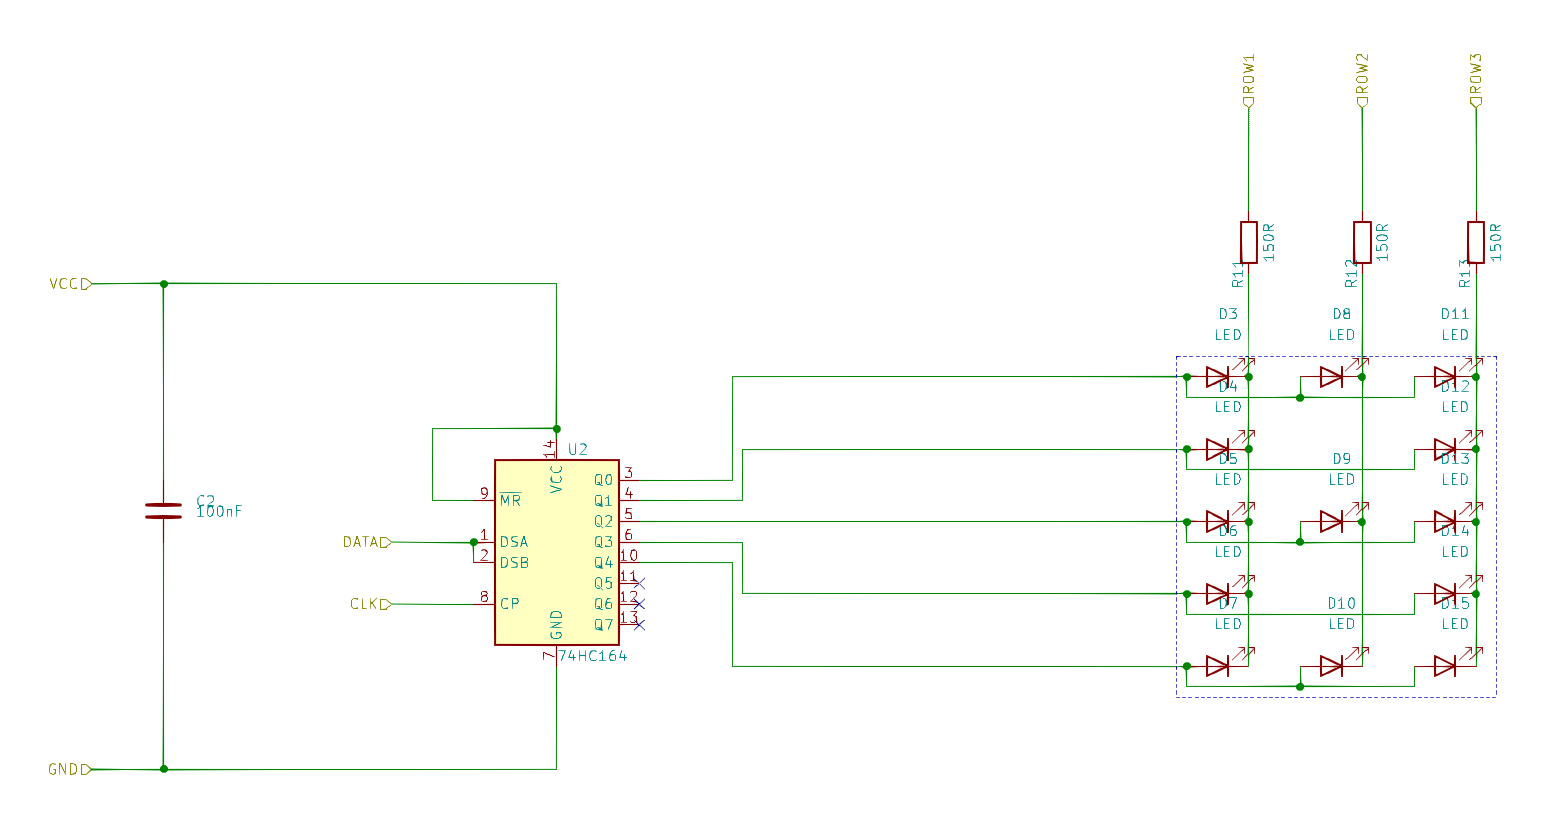 ROW1
ROW2
ROW3
150R
150R
150R
R11
R12
R13
VCC
D3
D8
D11
LED
LED
LED
D4
D12
LED
LED
14
U2
VCC
D5
D9
D13
LED
LED
LED
Q0 3
9 MR
Q1 4
C2
100nF
Q2 5
D6
D14
LED
LED
DATA
1 DSA
Q3 6
2 DSB
Q4 10
Q5 11
CLK
8 CP
Q6 12
D7
D10
D15
LED
LED
LED
GND
Q7 13
7
74HC164
GND